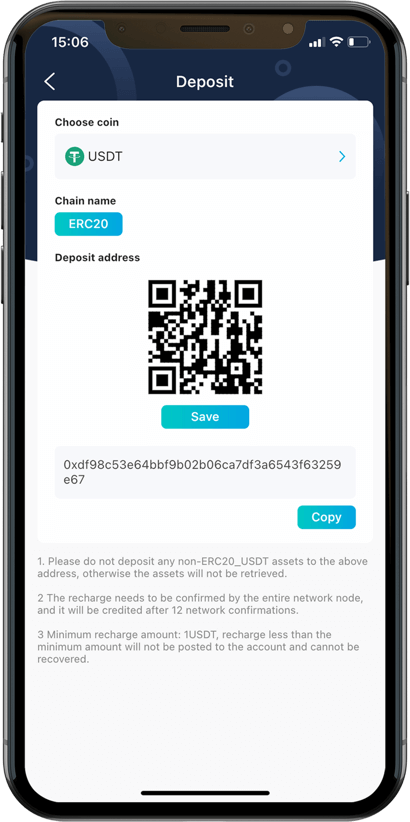 15:06
Deposit
Choose coin
USDT
Chain name
ERC20
Deposit address
Save
0xdf98c53e64bbf9b02b06ca7df3a6543f63259
e67
Copy
1. Please do not deposit any non-ERC20_USDT assets to the above
address, otherwise the assets will not be retrieved.
2 The recharge needs to be confirmed by the entire network node,
and it will be credited after 12 network confirmations.
3 Minimum recharge amount: 1USDT, recharge less than the
minimum amount will not be posted to the account and cannot be
recovered.